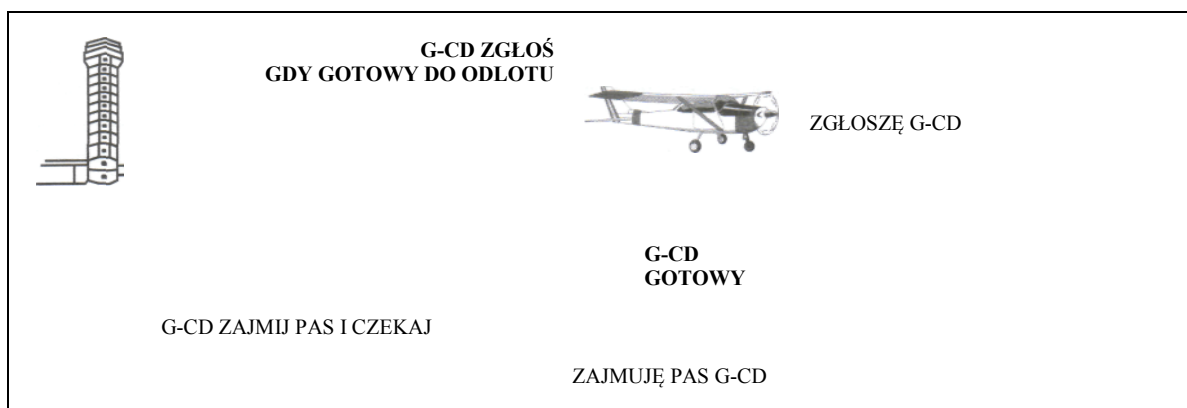 G-CD ZGŁOŚ
GDY GOTOWY DO ODLOTU
ZGŁOSZĘ G-CD
G-CD
GOTOWY
G-CD ZAJMIJ PAS I CZEKAJ
ZAJMUJĘ PAS G-CD